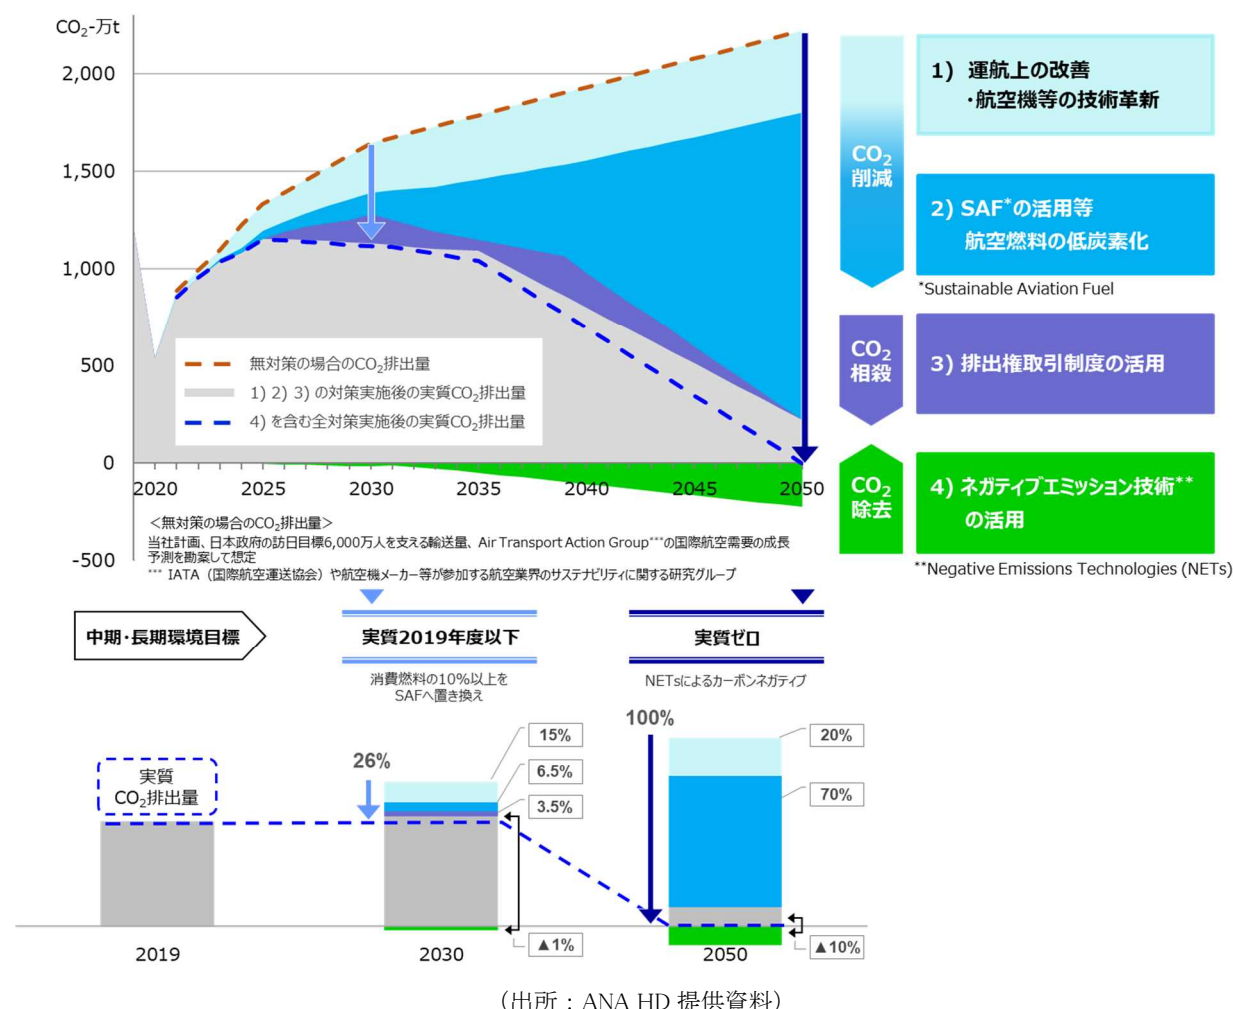 CO₂-万t
2,000
1,500
1,000
500
0
-500
2020
2025
2030
2035
2040
2045
2050
無対策の場合のCO₂排出量
1) 2) 3) の対策実施後の実質CO₂排出量
4) を含む全対策実施後の実質CO₂排出量
CO₂
削減
1) 運航上の改善
・航空機等の技術革新
2) SAF*の活用等
航空燃料の低炭素化
*Sustainable Aviation Fuel
CO₂
相殺
3) 排出権取引制度の活用
CO₂
除去
4) ネガティブエミッション技術**
の活用
**Negative Emissions Technologies (NETs)
＜無対策の場合のCO₂排出量＞
当社計画、日本政府の訪日目標6,000万人を支える輸送量、Air Transport Action Group***の国際航空需要の成長
予測を勘案して想定
*** IATA（国際航空運送協会）や航空機メーカー等が参加する航空業界のサステナビリティに関する研究グループ
中期・長期環境目標
実質2019年度以下
消費燃料の10%以上を
SAFへ置き換え
実質ゼロ
NETsによるカーボンネガティブ
実質
CO₂排出量
26%
15%
6.5%
3.5%
▲1%
100%
20%
70%
▲10%
2019
2030
2050
（出所：ANA HD 提供資料）